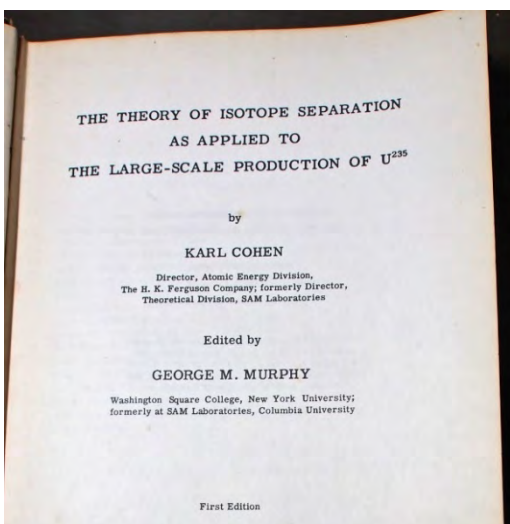 THE THEORY OF ISOTOPE SEPARATION
AS APPLIED TO
THE LARGE-SCALE PRODUCTION OF U²³⁵
by
KARL COHEN
Director, Atomic Energy Division,
The H. K. Ferguson Company; formerly Director,
Theoretical Division, SAM Laboratories
Edited by
GEORGE M. MURPHY
Washington Square College, New York University;
formerly at SAM Laboratories, Columbia University
First Edition